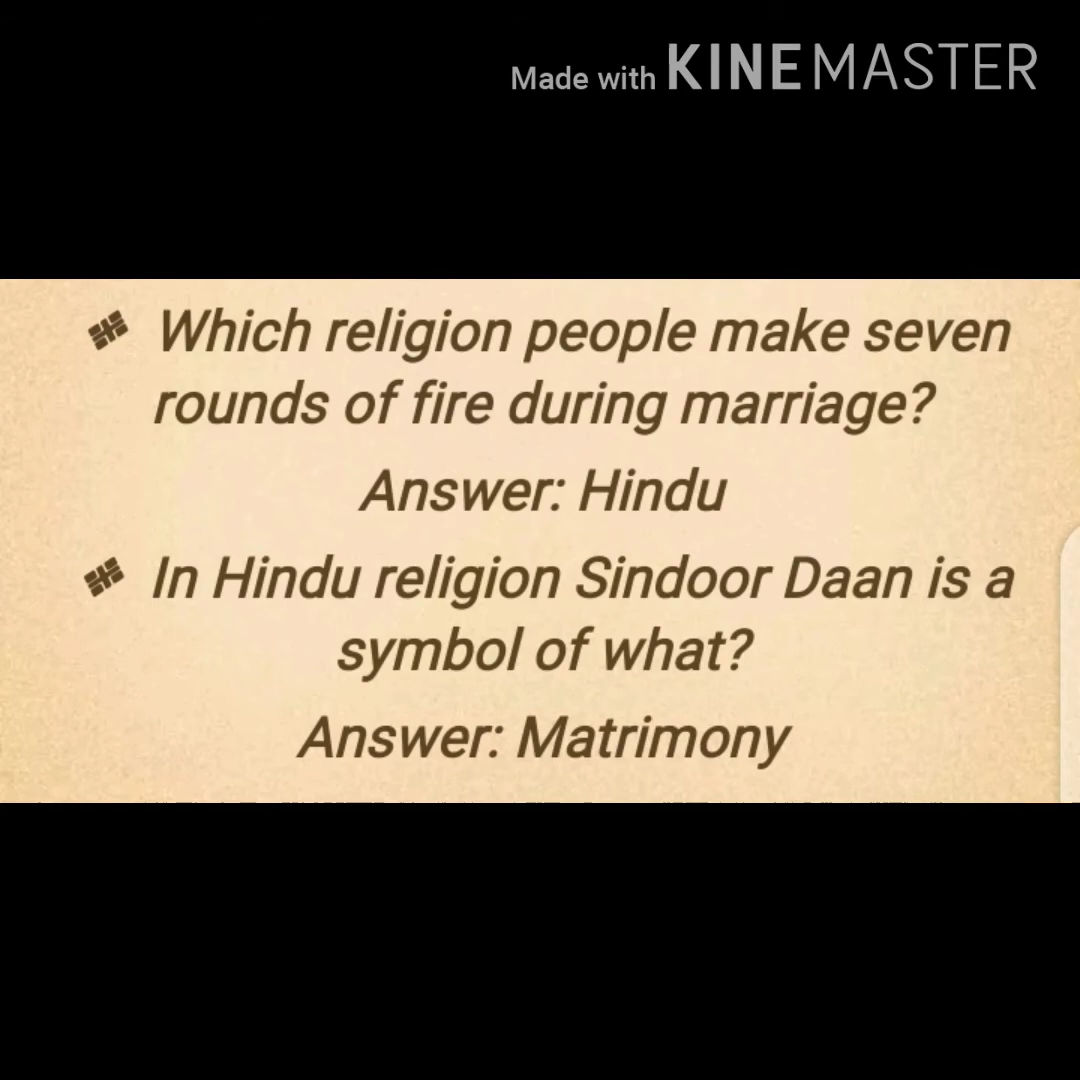 Made with KINEMASTER
Which religion people make seven
rounds of fire during marriage?
Answer: Hindu
In Hindu religion Sindoor Daan is a
symbol of what?
Answer: Matrimony